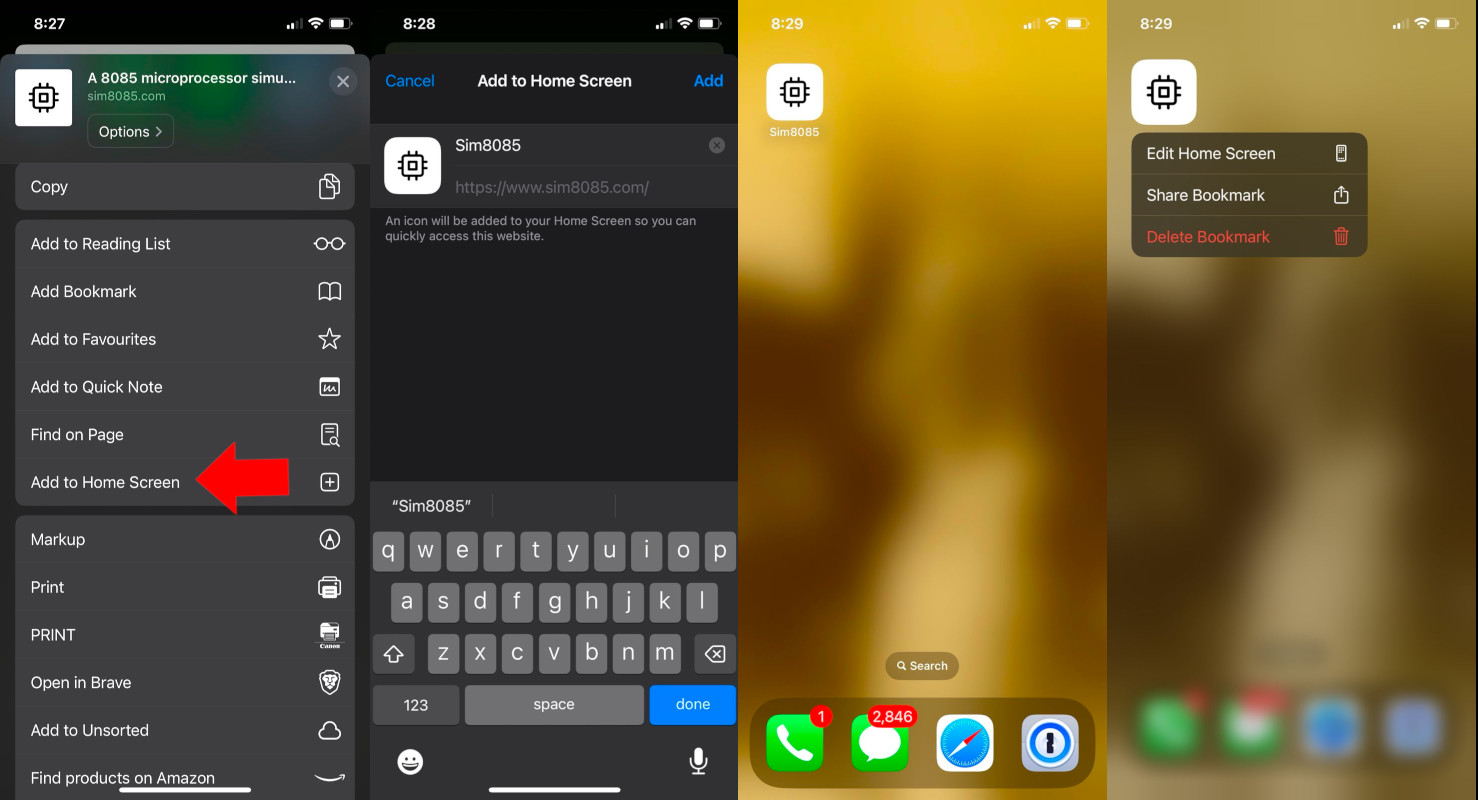 8:27
A 8085 microprocessor simu...
sim8085.com
Options
Copy
Add to Reading List
Add Bookmark
Add to Favourites
Add to Quick Note
Find on Page
Add to Home Screen
Markup
Print
PRINT
Canon
Open in Brave
Add to Unsorted
Find products on Amazon
8:28
Cancel
Add to Home Screen
Add
Sim8085
https://www.sim8085.com/
An icon will be added to your Home Screen so you can
quickly access this website.
“Sim8085”
q w e r t y u i o p
a s d f g h j k l
z x c v b n m
123 space done
8:29
Sim8085
Search
1
2,846
8:29
Edit Home Screen
Share Bookmark
Delete Bookmark